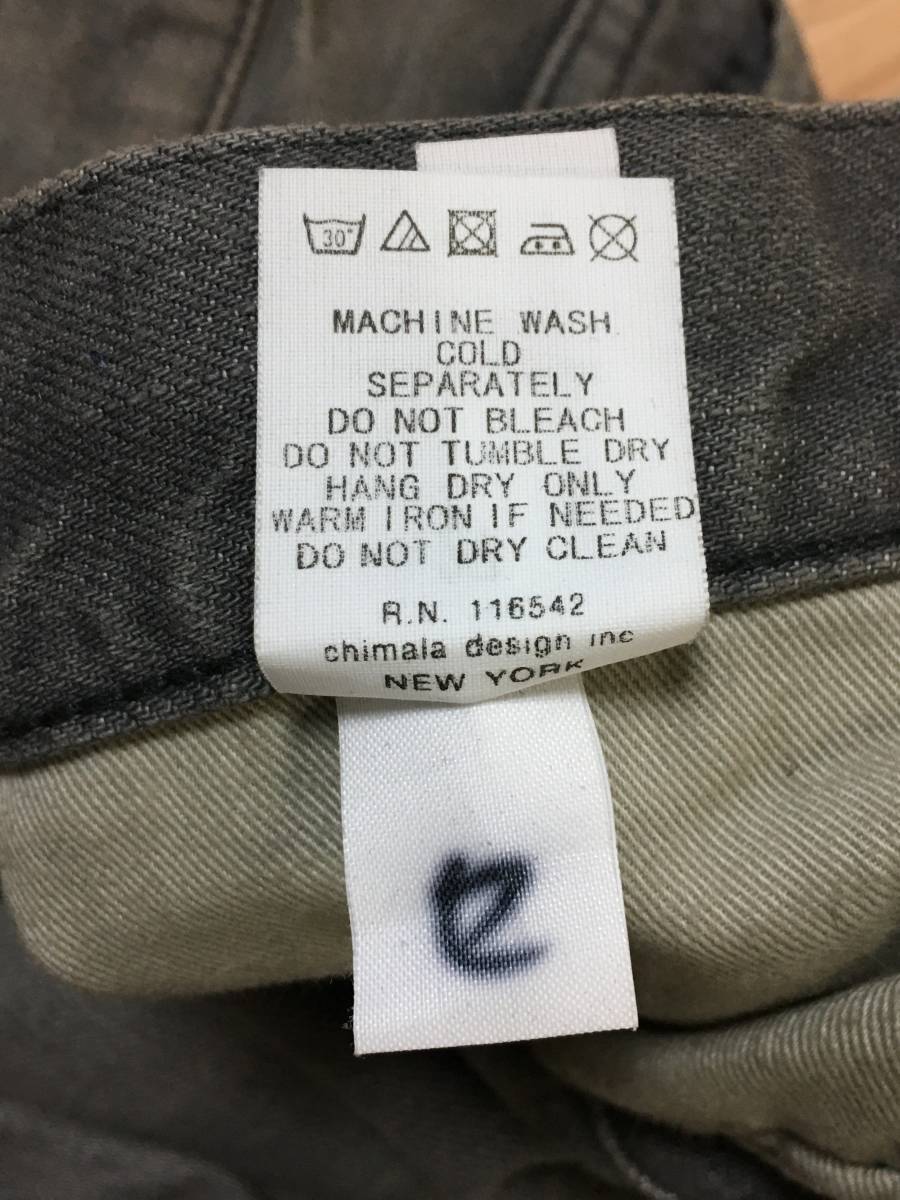 30°
MACHINE WASH
COLD
SEPARATELY
DO NOT BLEACH
DO NOT TUMBLE DRY
HANG DRY ONLY
WARM IRON IF NEEDED
DO NOT DRY CLEAN
R.N. 116542
chimala design inc
NEW YORK